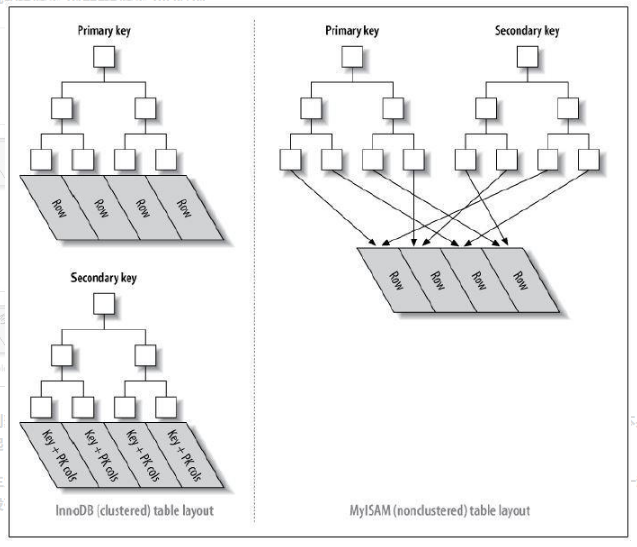 Primary key
Row
Row
Row
Row
Secondary key
Key + PK cols
Key + PK cols
Key + PK cols
Key + PK cols
InnoDB (clustered) table layout
Primary key
Secondary key
Row
Row
Row
Row
MyISAM (nonclustered) table layout